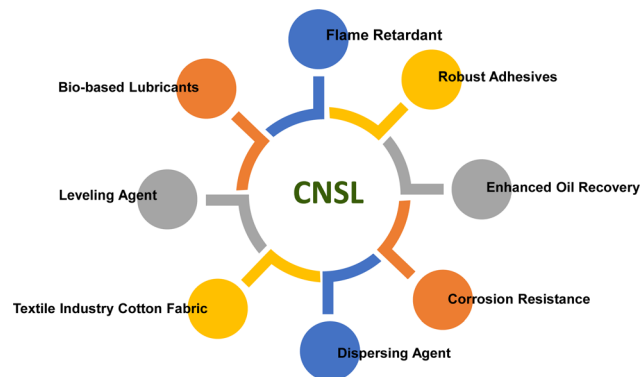 Flame Retardant
Robust Adhesives
Bio-based Lubricants
CNSL
Enhanced Oil Recovery
Leveling Agent
Corrosion Resistance
Textile Industry Cotton Fabric
Dispersing Agent